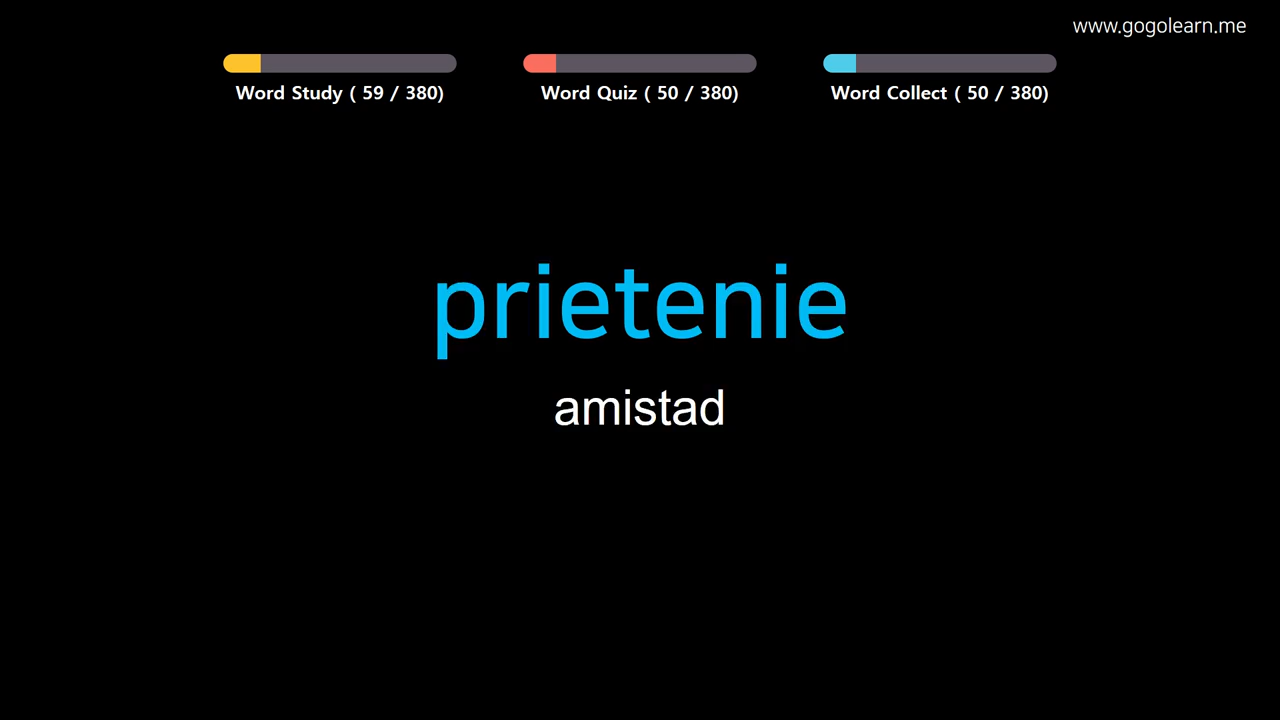 www.gogolearn.me
Word Study ( 59 / 380)
Word Quiz ( 50 / 380)
Word Collect ( 50 / 380)
prietenie
amistad